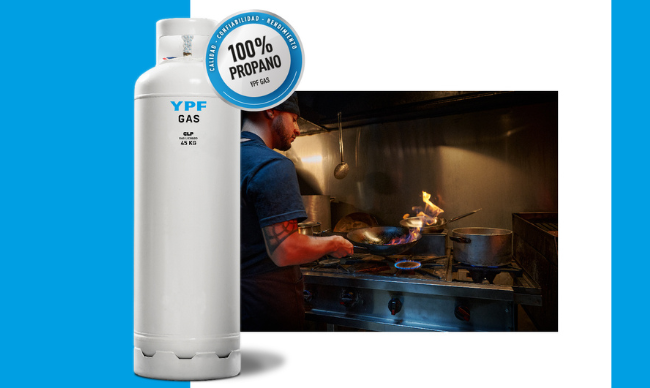 CALIDAD - CONFIABILIDAD - RENDIMIENTO
100%
PROPANO
YPF GAS
YPF
GAS
GLP
45 KG